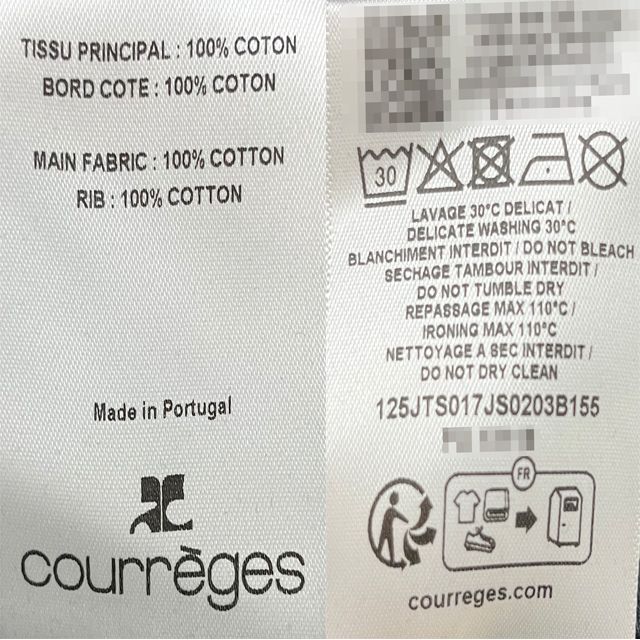 TISSU PRINCIPAL : 100% COTON
BORD COTE : 100% COTON
MAIN FABRIC : 100% COTTON
RIB : 100% COTTON
Made in Portugal
courrèges
30
LAVAGE 30°C DELICAT /
DELICATE WASHING 30°C
BLANCHIMENT INTERDIT / DO NOT BLEACH
SECHAGE TAMBOUR INTERDIT /
DO NOT TUMBLE DRY
REPASSAGE MAX 110°C /
IRONING MAX 110°C
NETTOYAGE A SEC INTERDIT /
DO NOT DRY CLEAN
125JTS017JS0203B155
FR
courreges.com